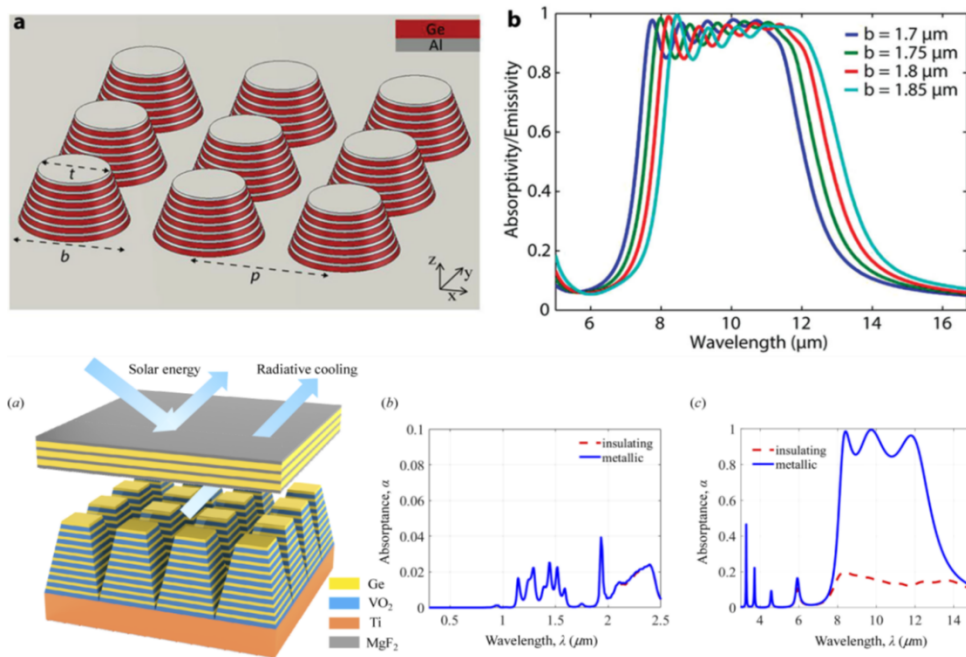 a
Ge
Al
t
b
p
z
y
x
b
Absorptivity/Emissivity
1
0.8
0.6
0.4
0.2
0
6 8 10 12 14 16
Wavelength (μm)
b = 1.7 μm
b = 1.75 μm
b = 1.8 μm
b = 1.85 μm
(a)
Solar energy
Radiative cooling
Ge
VO2
Ti
MgF2
(b)
Absorptance, α
0.1
0.08
0.06
0.04
0.02
0
0.5 1 1.5 2 2.5
Wavelength, λ (μm)
insulating
metallic
(c)
Absorptance, α
1
0.8
0.6
0.4
0.2
0
4 6 8 10 12 14
Wavelength, λ (μm)
insulating
metallic